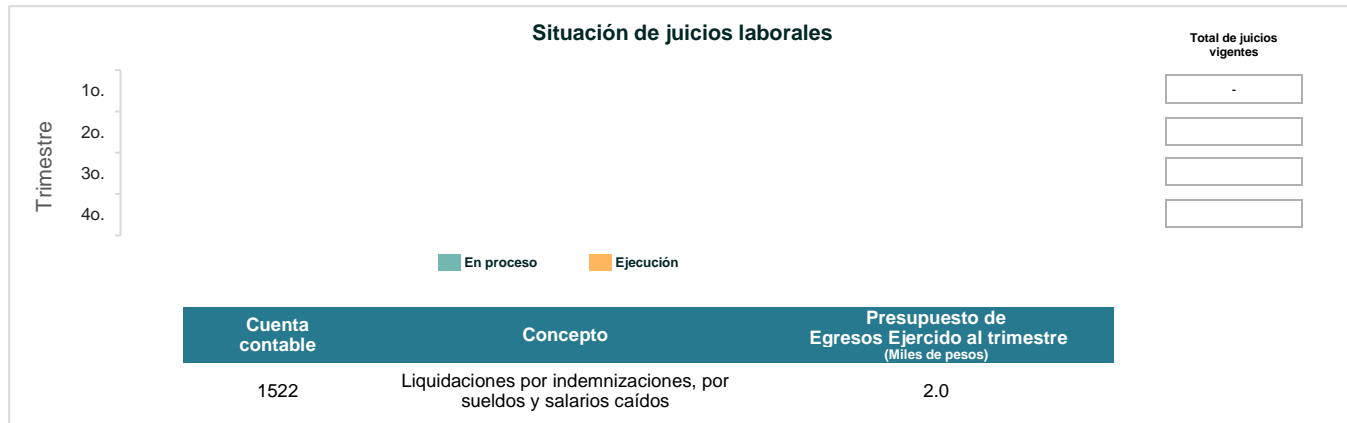 Situación de juicios laborales
Total de juicios
vigentes
Trimestre
1o.
-
2o.
3o.
4o.
En proceso
Ejecución
Cuenta
contable
Concepto
Presupuesto de
Egresos Ejercido al trimestre
(Miles de pesos)
1522
Liquidaciones por indemnizaciones, por
sueldos y salarios caídos
2.0